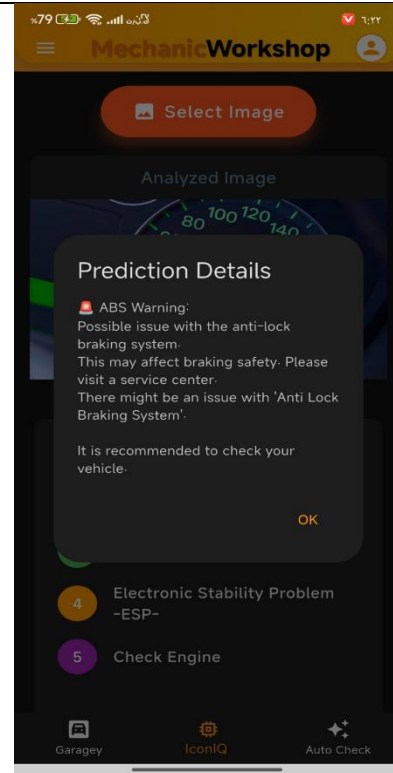 %79
٦:٢٢
MechanicWorkshop
Select Image
Analyzed Image
80 100 120 140
Prediction Details
🚨 ABS Warning:
Possible issue with the anti-lock
braking system.
This may affect braking safety. Please
visit a service center.
There might be an issue with 'Anti Lock
Braking System'.
It is recommended to check your
vehicle.
OK
4 Electronic Stability Problem
-ESP-
5 Check Engine
Garagey IconIQ Auto Check